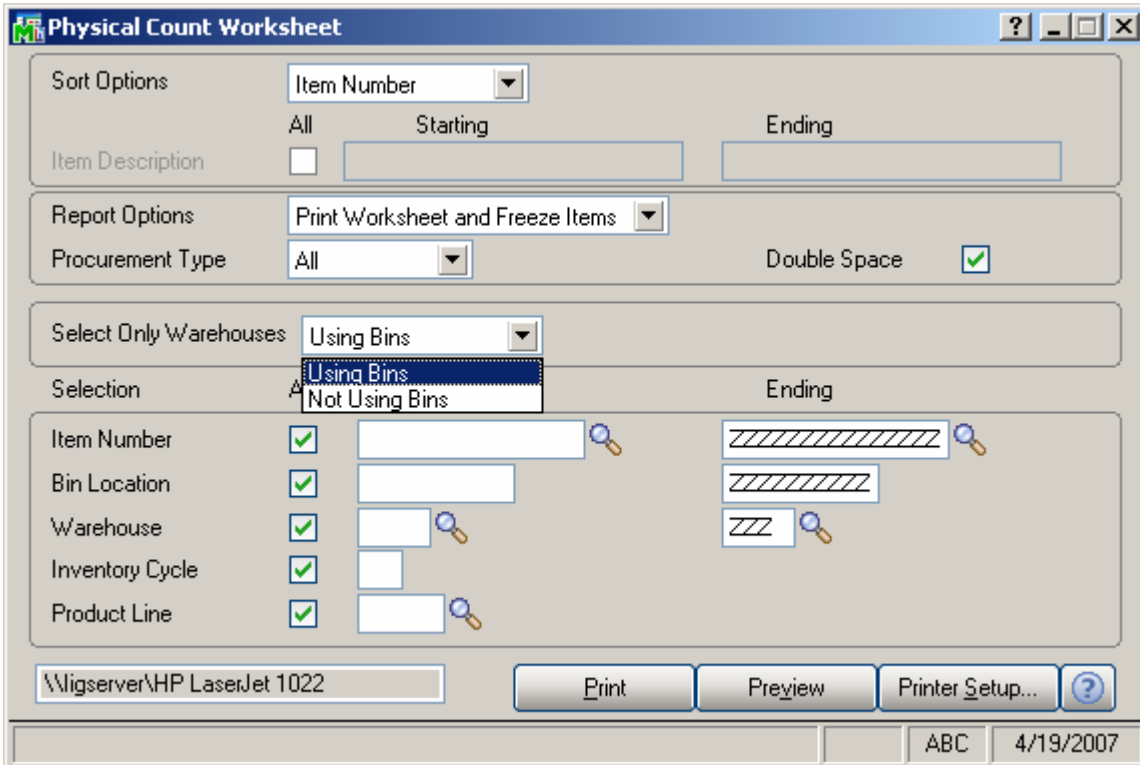 Physical Count Worksheet
Sort Options Item Number
All Starting Ending
Item Description
Report Options Print Worksheet and Freeze Items
Procurement Type All Double Space
Select Only Warehouses Using Bins
Using Bins
Selection Not Using Bins Ending
Item Number ZZZZZZZZZZZZZZZ
Bin Location ZZZZZZZZZZ
Warehouse ZZZ
Inventory Cycle
Product Line
\\ligserver\HP LaserJet 1022 Print Preview Printer Setup...
ABC 4/19/2007